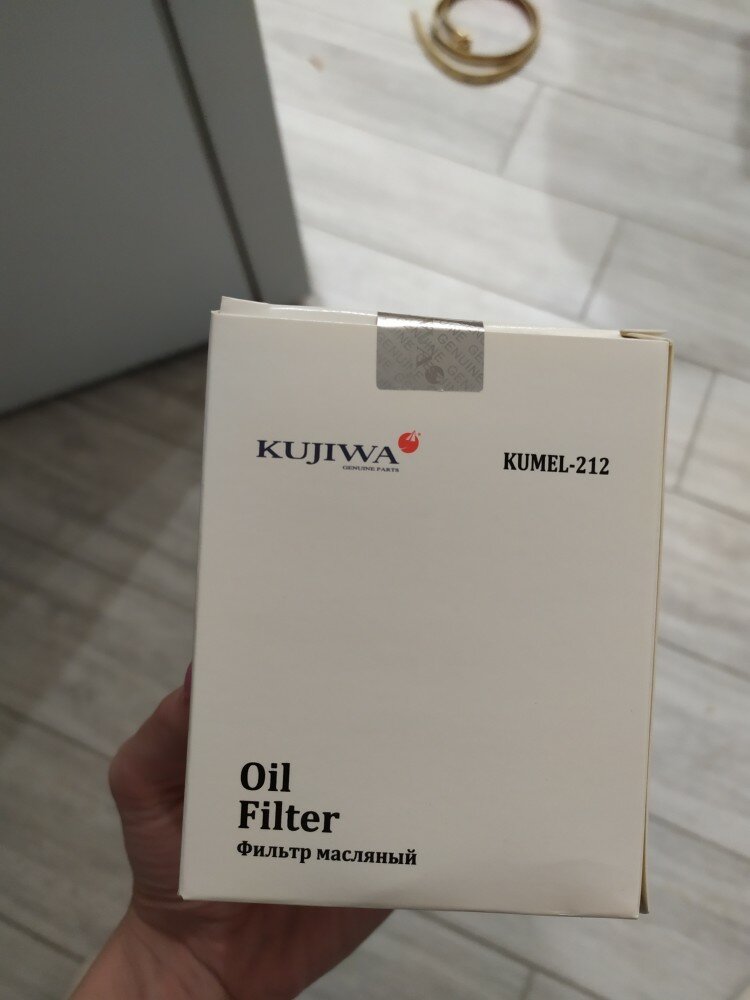 GENUINE
KUJIWA
GENUINE PARTS
KUMEL-212
Oil
Filter
Фильтр масляный